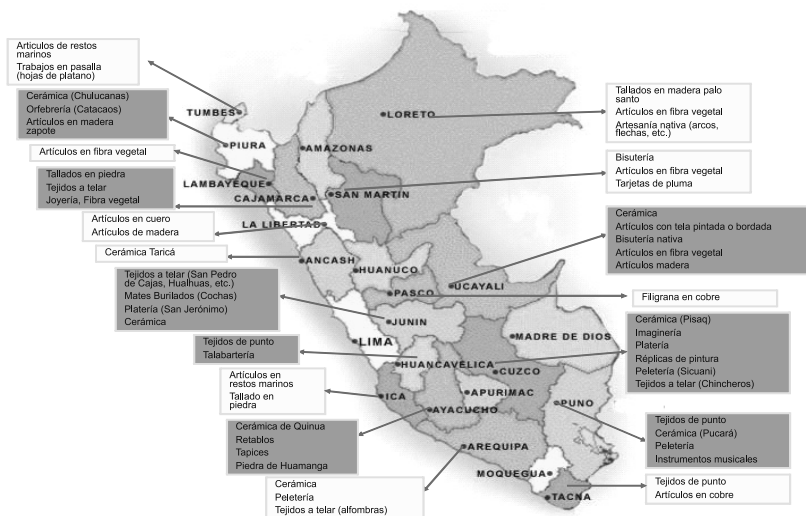 Articulos de restos
marinos
Trabajos en pasalla
(hojas de platano)
Cerámica (Chulucanas)
Orfebrería (Catacaos)
Artículos en madera
zapote
Artículos en fibra vegetal
Tallados en piedra
Tejidos a telar
Joyería, Fibra vegetal
Artículos en cuero
Artículos de madera
Cerámica Taricá
Tejidos a telar (San Pedro
de Cajas, Hualhuas, etc.)
Mates Burilados (Cochas)
Platería (San Jerónimo)
Cerámica
Tejidos de punto
Talabartería
Artículos en
restos marinos
Tallado en
piedra
Cerámica de Quinua
Retablos
Tapices
Piedra de Huamanga
Cerámica
Peletería
Tejidos a telar (alfombras)
TUMBES
PIURA
AMAZONAS
LORETO
LAMBAYEQUE
CAJAMARCA
SAN MARTIN
LA LIBERTAD
ANCASH
HUANUCO
UCAYALI
PASCO
JUNIN
LIMA
MADRE DE DIOS
HUANCAVELICA
CUZCO
ICA
APURIMAC
AYACUCHO
PUNO
AREQUIPA
MOQUEGUA
TACNA
Tallados en madera palo
santo
Artículos en fibra vegetal
Artesanía nativa (arcos,
flechas, etc.)
Bisutería
Artículos en fibra vegetal
Tarjetas de pluma
Cerámica
Artículos con tela pintada o bordada
Bisutería nativa
Artículos en fibra vegetal
Artículos madera
Filigrana en cobre
Cerámica (Pisaq)
Imaginería
Platería
Réplicas de pintura
Peletería (Sicuani)
Tejidos a telar (Chincheros)
Tejidos de punto
Cerámica (Pucará)
Peletería
Instrumentos musicales
Tejidos de punto
Artículos en cobre